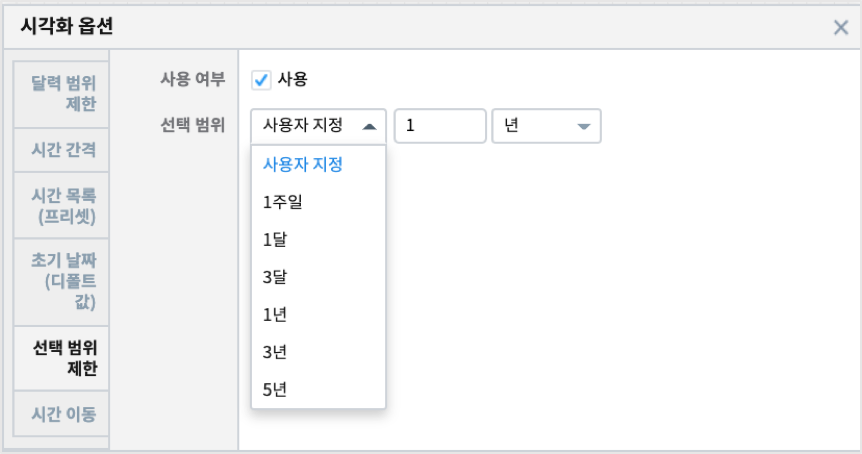 시각화 옵션
달력 범위
제한
시간 간격
시간 목록
(프리셋)
초기 날짜
(디폴트
값)
선택 범위
제한
시간 이동
사용 여부 사용
선택 범위 사용자 지정 1 년
사용자 지정
1주일
1달
3달
1년
3년
5년